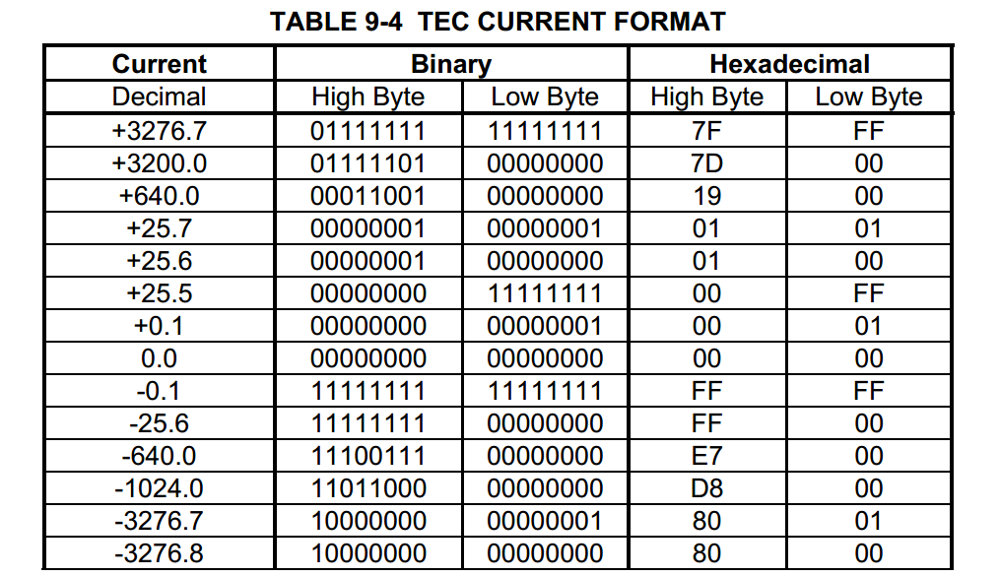 TABLE 9-4 TEC CURRENT FORMAT
Current Binary Hexadecimal
Decimal High Byte Low Byte High Byte Low Byte
+3276.7 01111111 11111111 7F FF
+3200.0 01111101 00000000 7D 00
+640.0 00011001 00000000 19 00
+25.7 00000001 00000001 01 01
+25.6 00000001 00000000 01 00
+25.5 00000000 11111111 00 FF
+0.1 00000000 00000001 00 01
0.0 00000000 00000000 00 00
-0.1 11111111 11111111 FF FF
-25.6 11111111 00000000 FF 00
-640.0 11100111 00000000 E7 00
-1024.0 11011000 00000000 D8 00
-3276.7 10000000 00000001 80 01
-3276.8 10000000 00000000 80 00